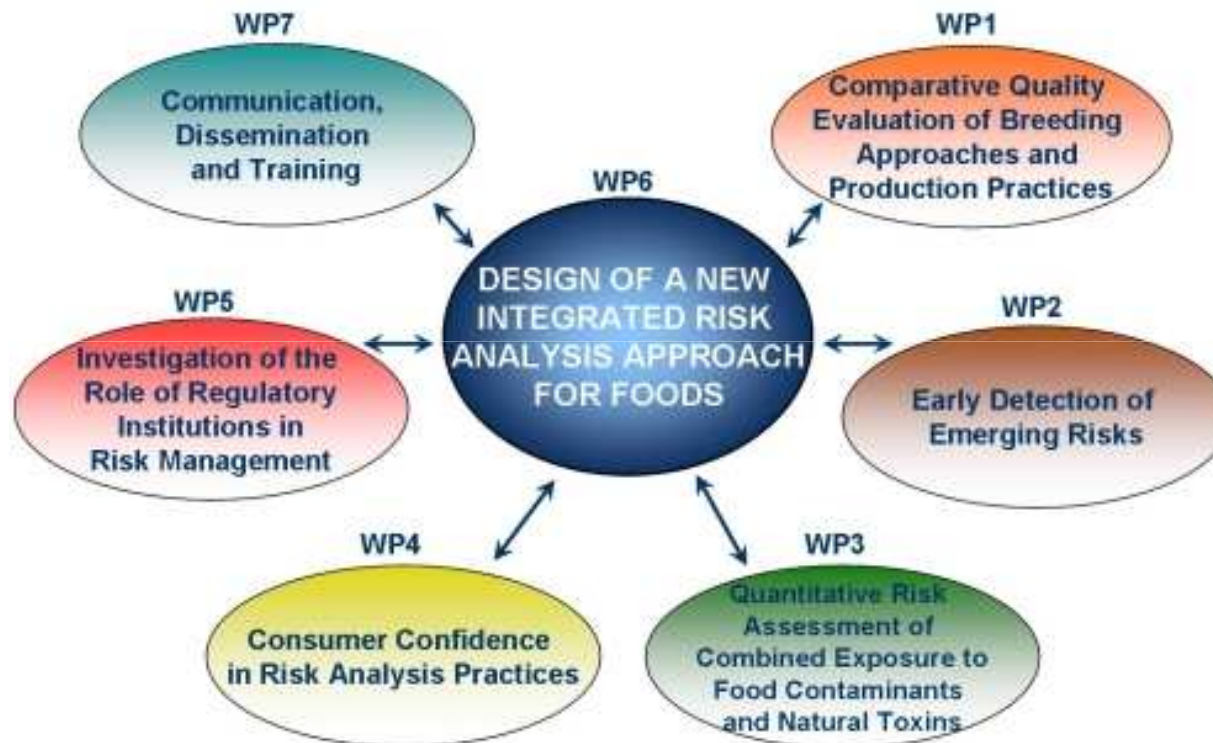 WP7
Communication,
Dissemination
and Training
WP1
Comparative Quality
Evaluation of Breeding
Approaches and
Production Practices
WP6
DESIGN OF A NEW
INTEGRATED RISK
ANALYSIS APPROACH
FOR FOODS
WP5
Investigation of the
Role of Regulatory
Institutions in
Risk Management
WP2
Early Detection of
Emerging Risks
WP4
Consumer Confidence
in Risk Analysis Practices
WP3
Quantitative Risk
Assessment of
Combined Exposure to
Food Contaminants
and Natural Toxins